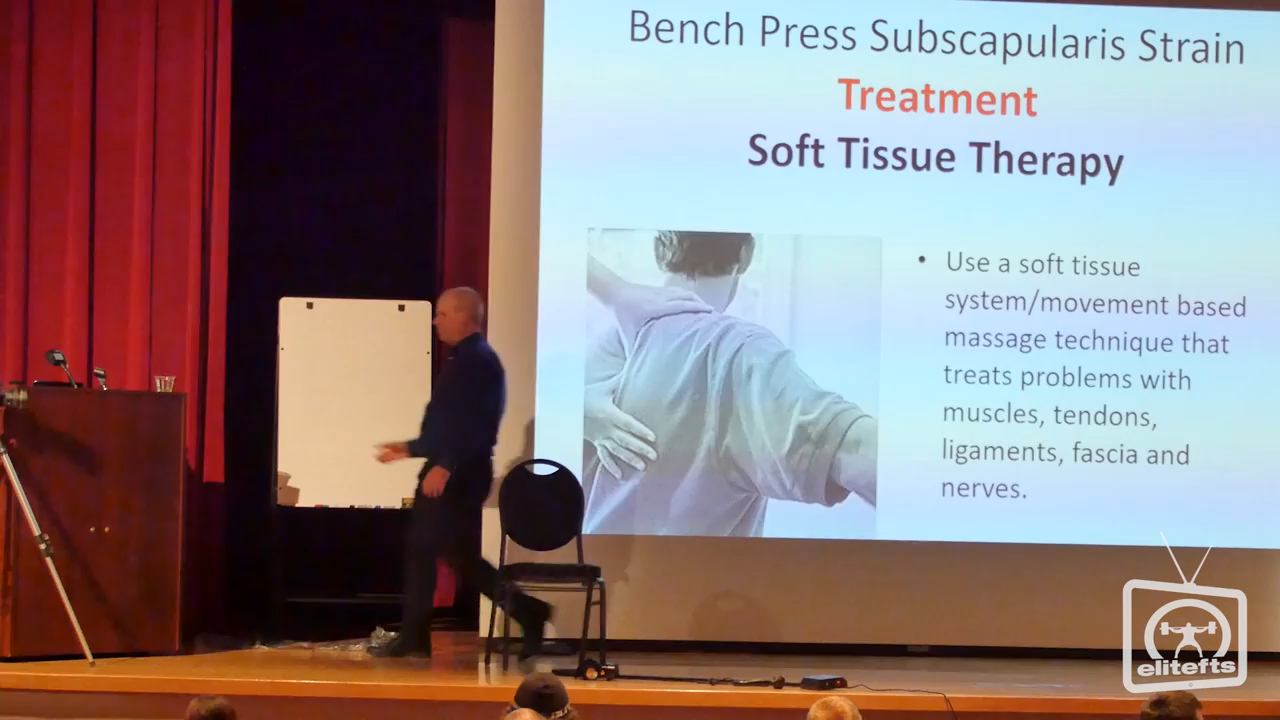 Bench Press Subscapularis Strain
Treatment
Soft Tissue Therapy
• Use a soft tissue
system/movement based
massage technique that
treats problems with
muscles, tendons,
ligaments, fascia and
nerves.
elitefts